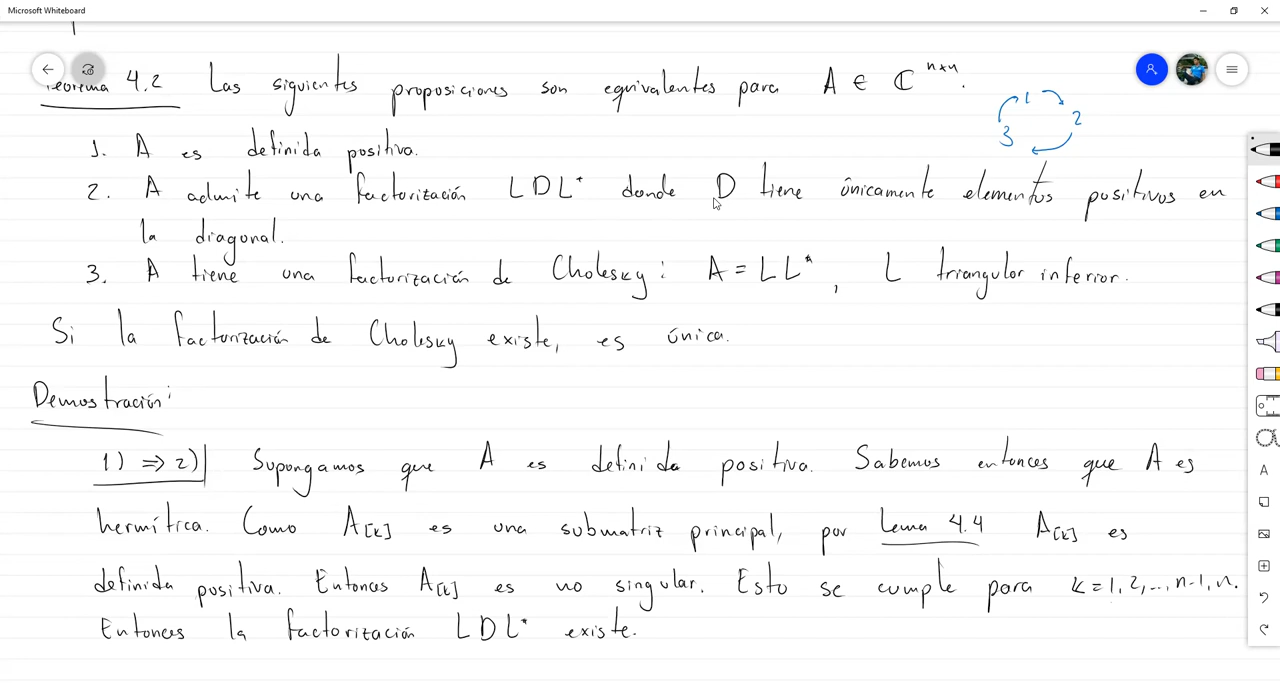 Microsoft Whiteboard
Teorema 4.2 Las siguientes proposiciones son equivalentes para A ∈ ℂ^{n×n}.
1
2
3
1. A es definida positiva.
2. A admite una factorización LDL* donde D tiene únicamente elementos positivos en
la diagonal.
3. A tiene una factorización de Cholesky: A = LL*, L triangular inferior.
Si la factorización de Cholesky existe, es única.
Demostración:
1) ⇒ 2)| Supongamos que A es definida positiva. Sabemos entonces que A es
hermítica. Como A[k] es una submatriz principal, por Lema 4.4 A[k] es
definida positiva. Entonces A[k] es no singular. Esto se cumple para k=1,2,...,n-1,n.
Entonces la factorización LDL* existe.
A